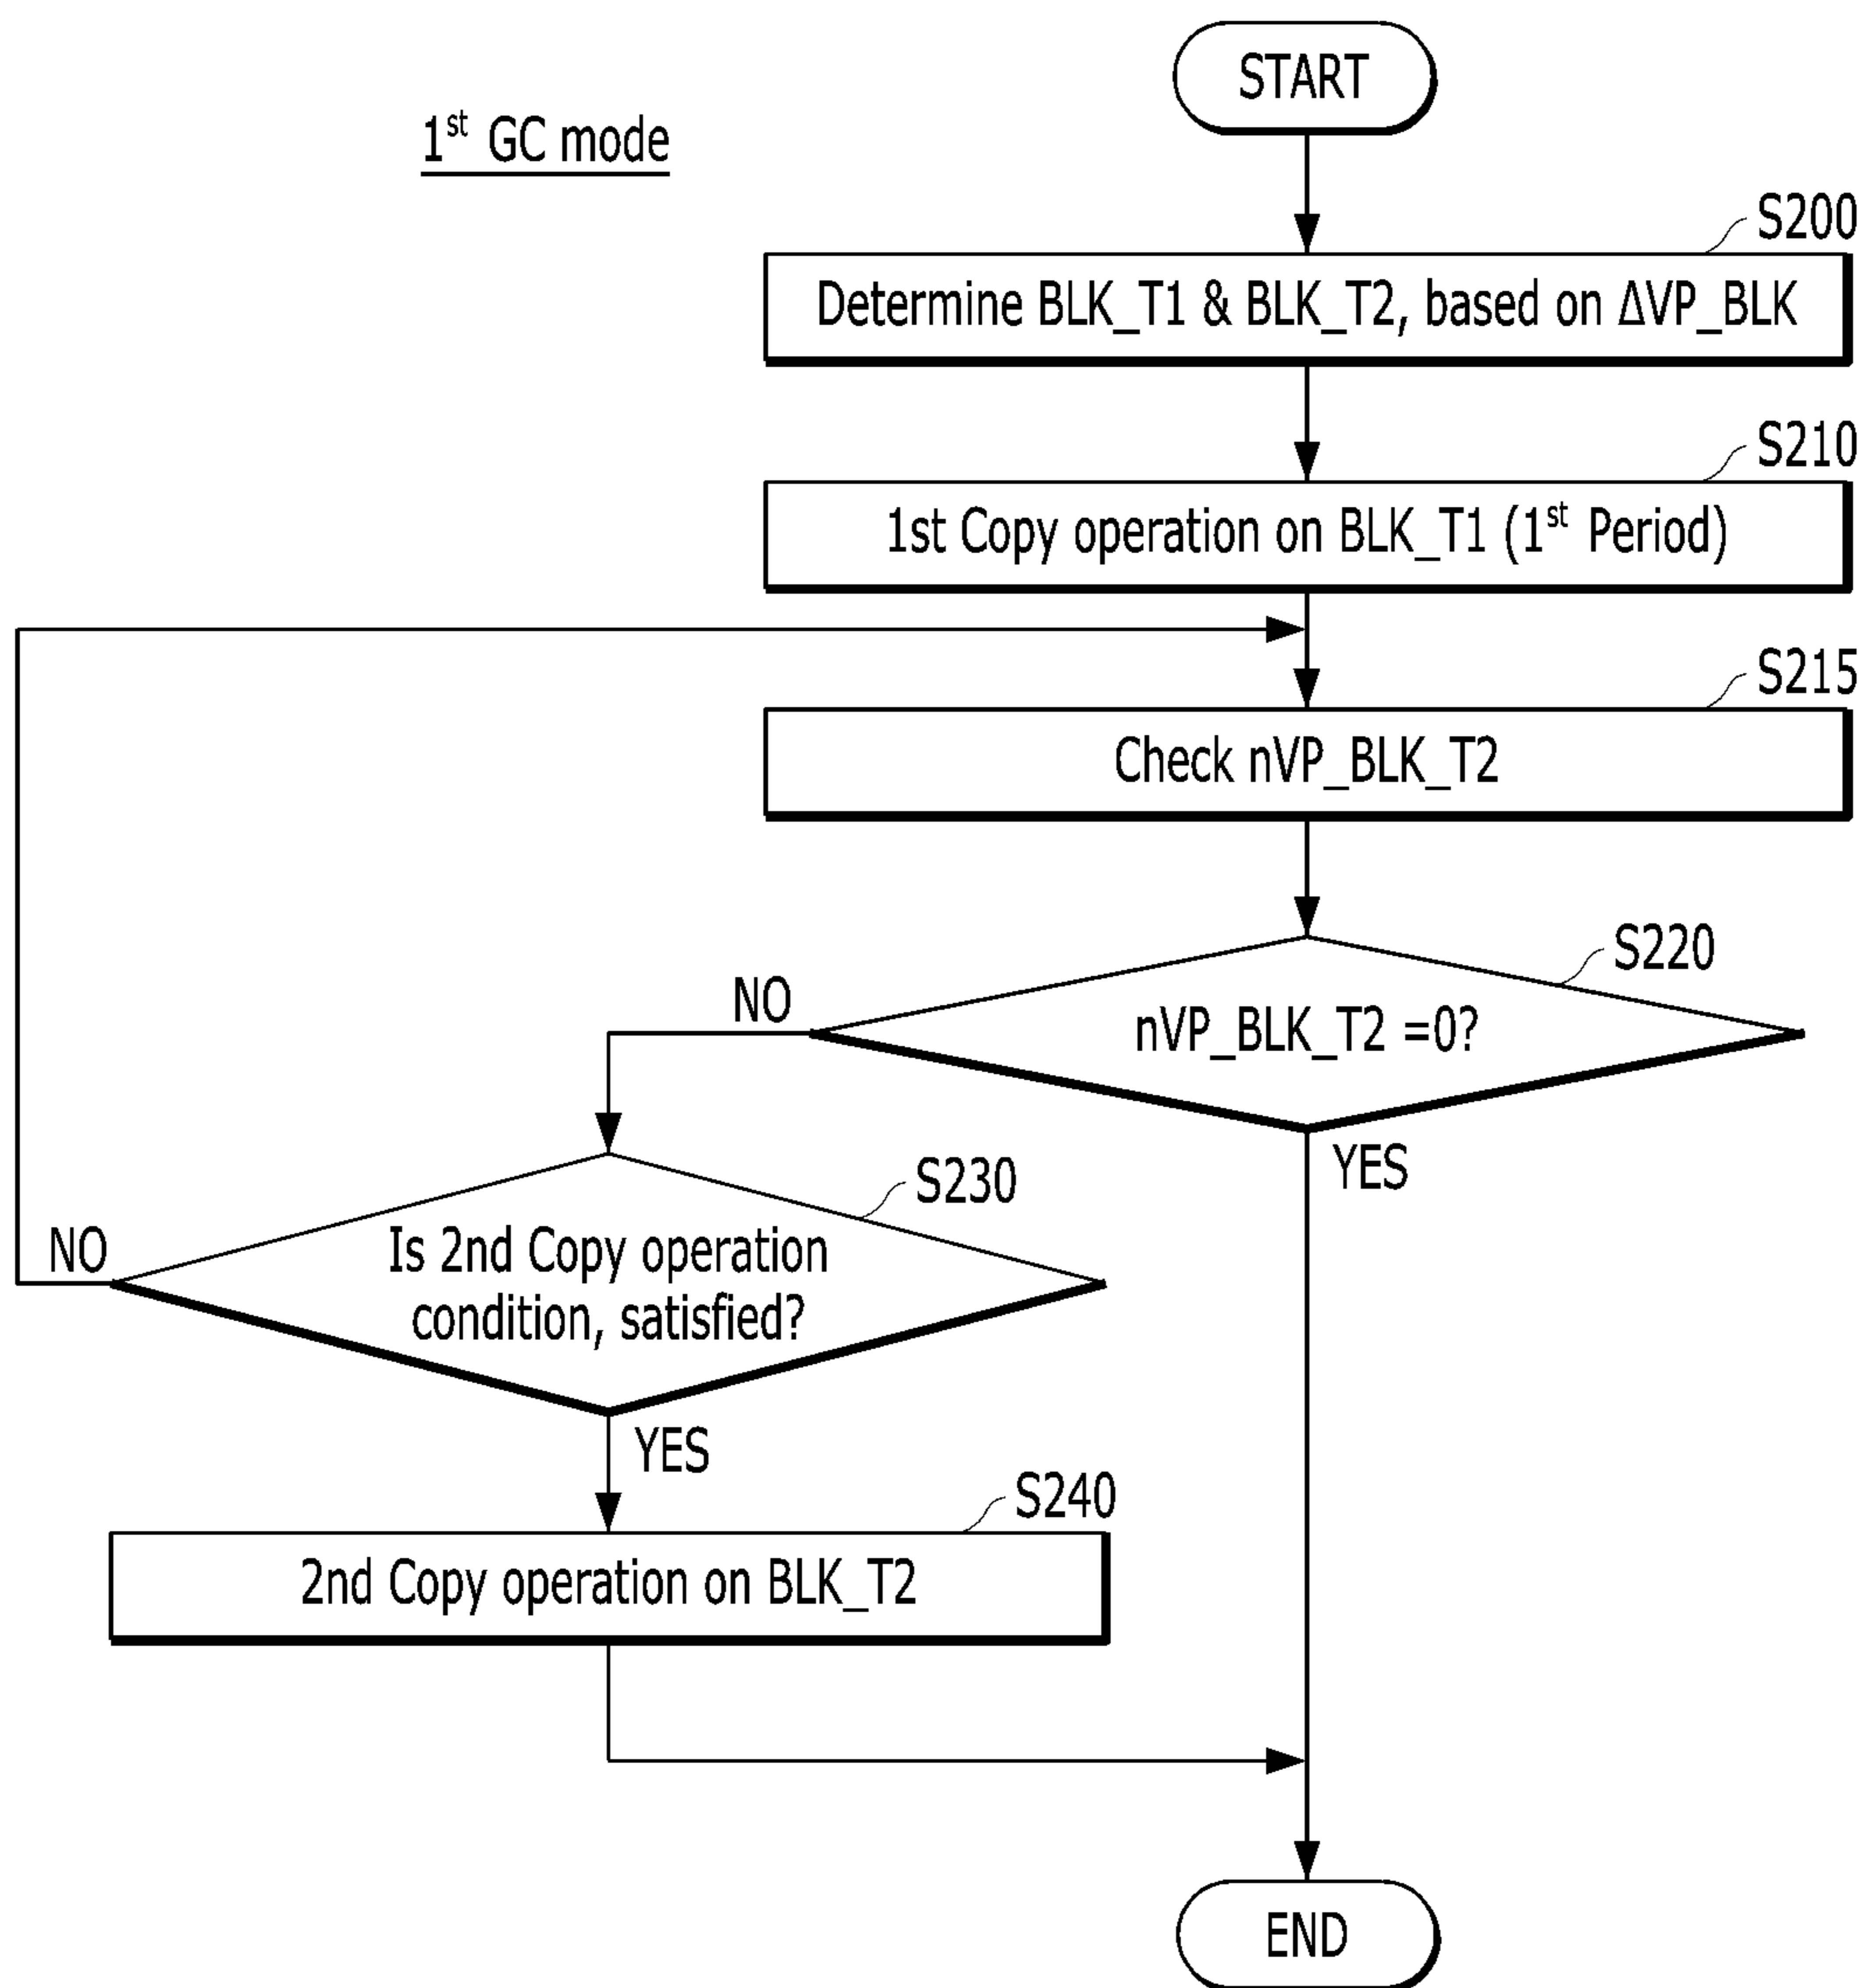 START
1st GC mode
S200
Determine BLK_T1 & BLK_T2, based on ΔVP_BLK
S210
1st Copy operation on BLK_T1 (1st Period)
S215
Check nVP_BLK_T2
S220
NO
nVP_BLK_T2 =0?
YES
S230
NO
Is 2nd Copy operation
condition, satisfied?
YES
S240
2nd Copy operation on BLK_T2
END